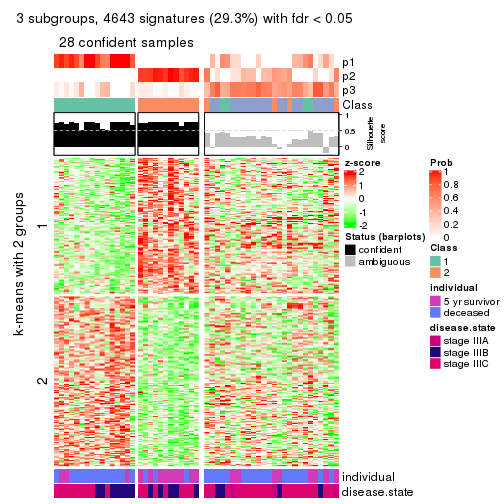 3 subgroups, 4643 signatures (29.3%) with fdr < 0.05
28 confident samples
p1
p2
p3
Class
1
0.5
0
Silhouette
score
k-means with 2 groups
1
2
z-score
2
1
0
-1
-2
Status (barplots)
confident
ambiguous
Prob
1
0.8
0.6
0.4
0.2
0
Class
1
2
individual
5 yr survivor
deceased
disease.state
stage IIIA
stage IIIB
stage IIIC
individual
disease.state